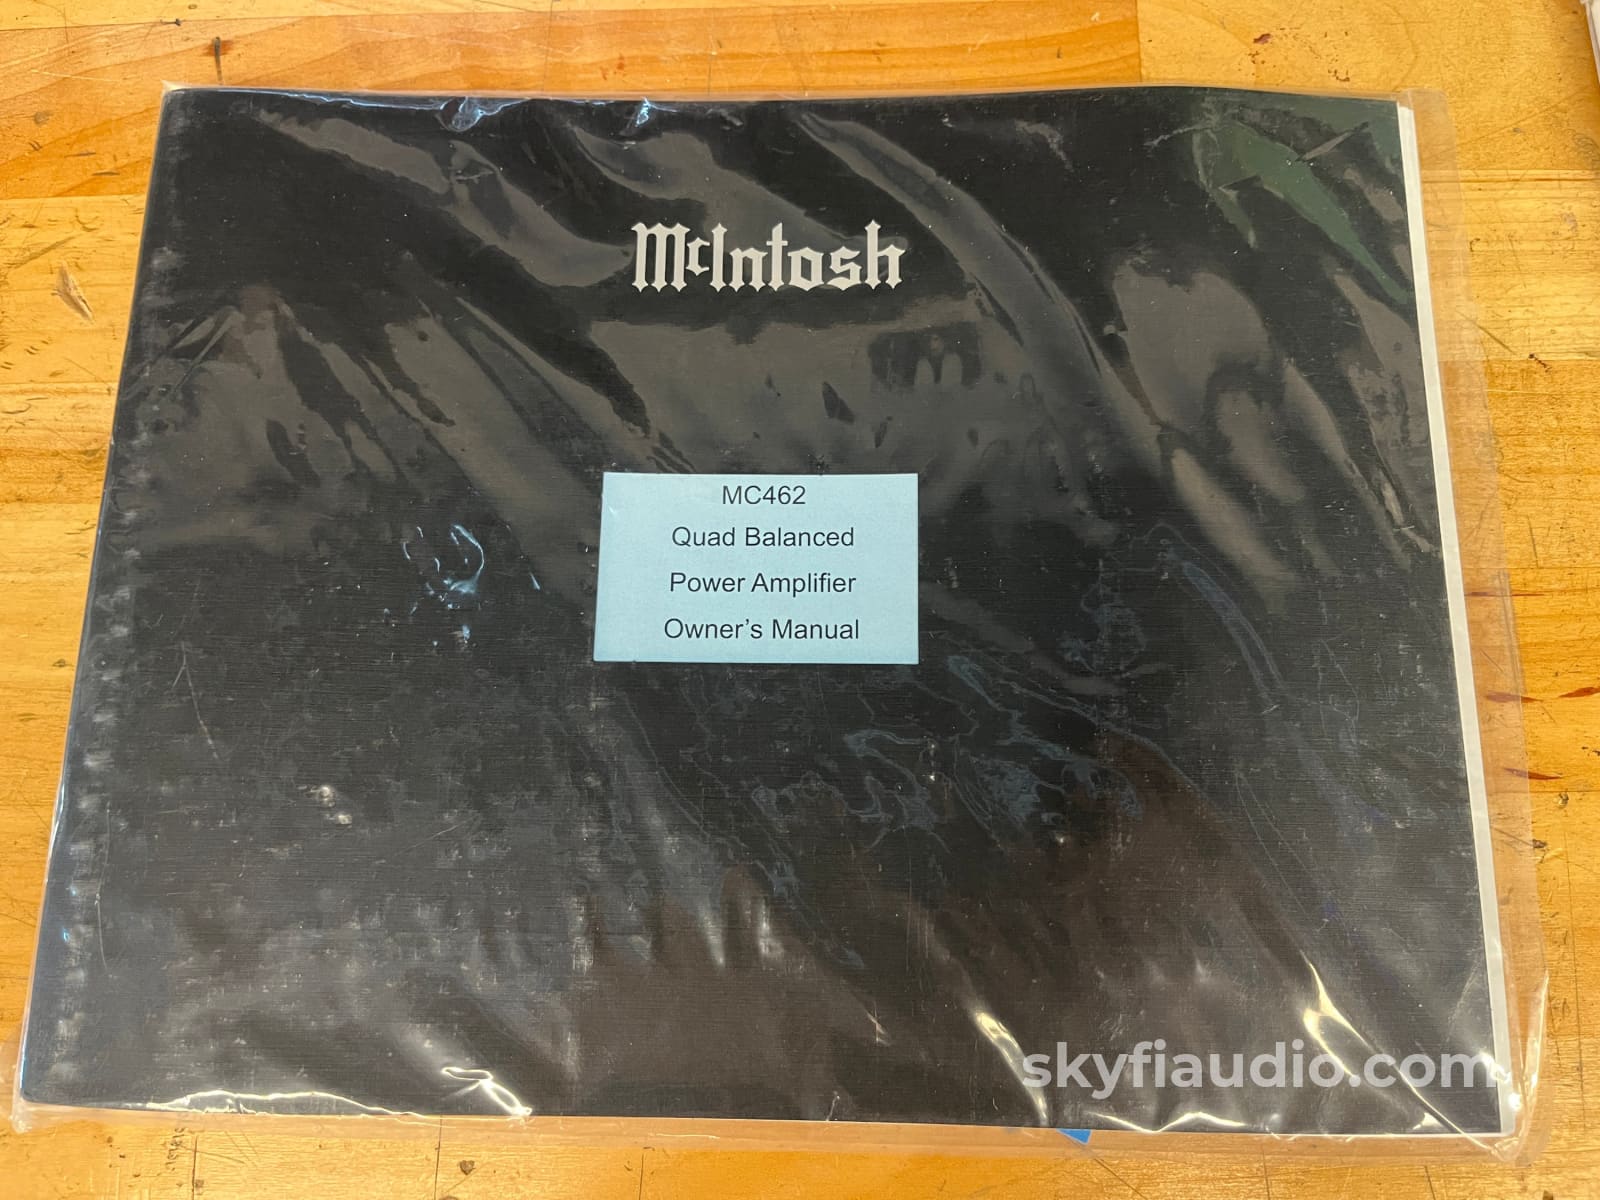 McIntosh
MC462
Quad Balanced
Power Amplifier
Owner’s Manual
skyfiaudio.com